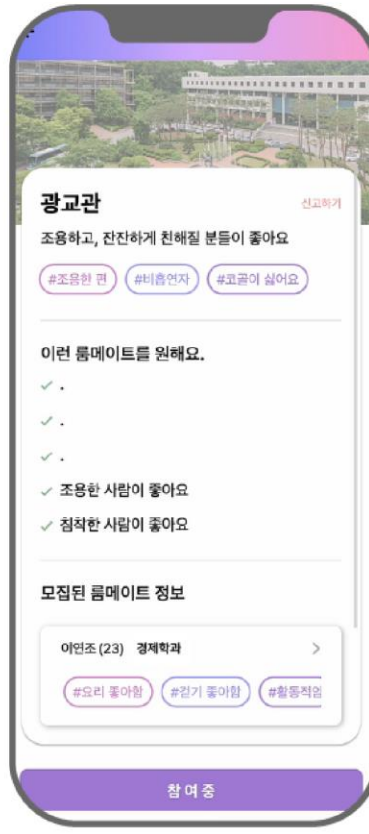 광교관
신고하기
조용하고, 잔잔하게 친해질 분들이 좋아요
#조용한 편 #비흡연자 #코골이 싫어요
이런 룸메이트를 원해요.
.
.
.
조용한 사람이 좋아요
침착한 사람이 좋아요
모집된 룸메이트 정보
이연조 (23) 경제학과
#요리 좋아함 #걷기 좋아함 #활동적임
참여중